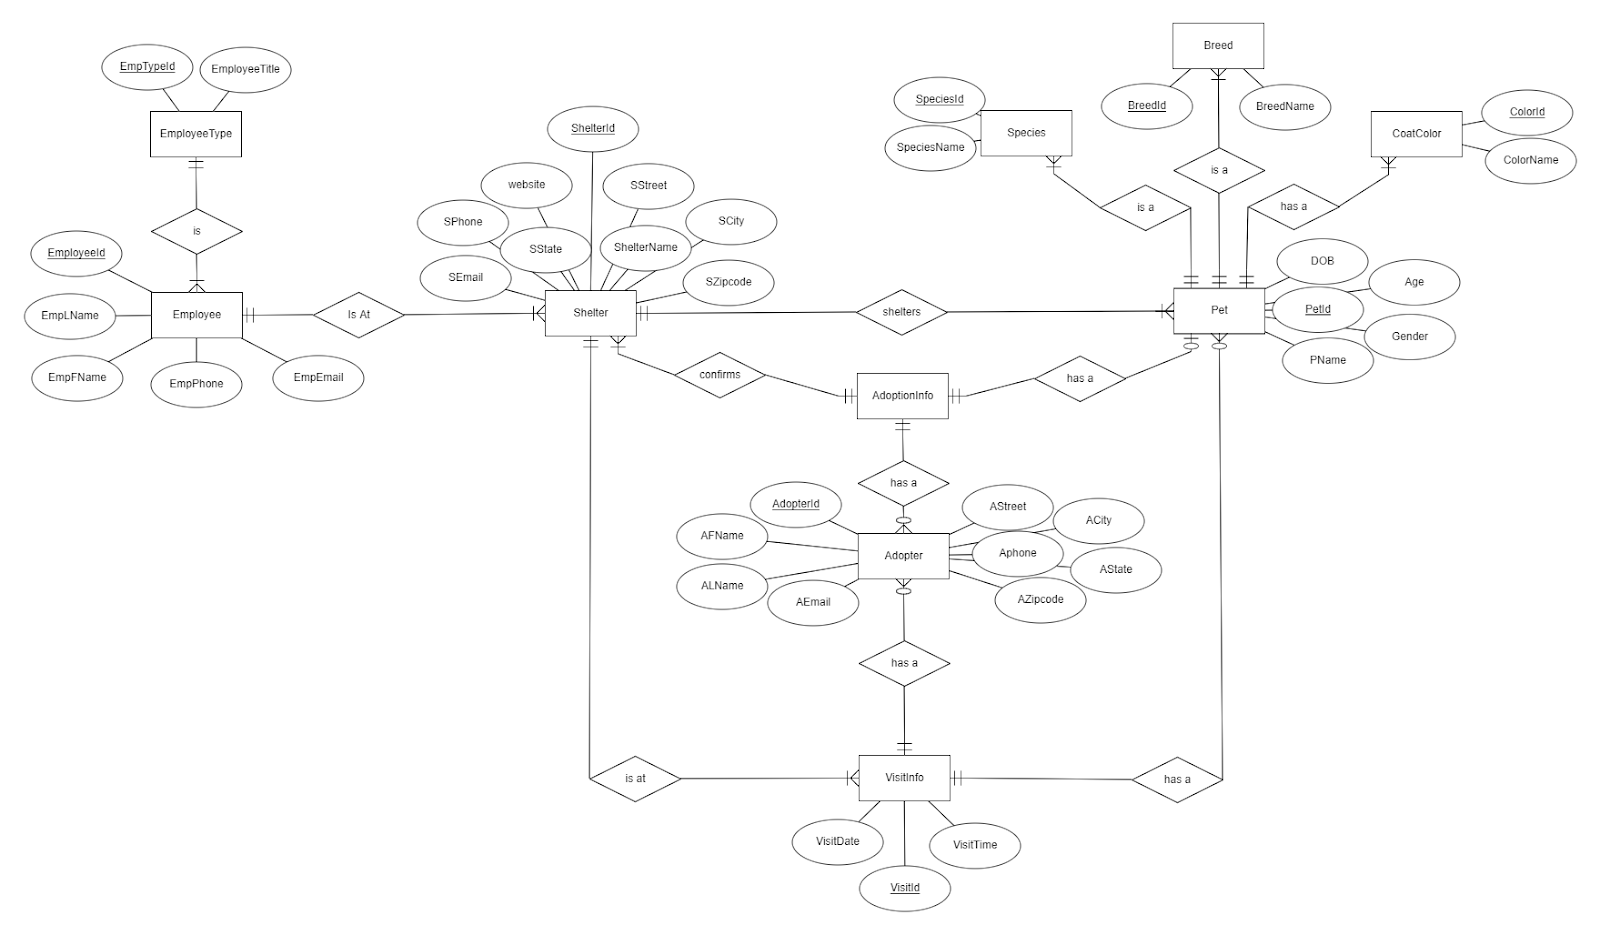 Breed
EmpTypeId
EmployeeTitle
SpeciesId
BreedId
BreedName
ColorId
EmployeeType
ShelterId
Species
CoatColor
SpeciesName
ColorName
website
SStreet
is a
SPhone
SCity
is a
has a
is
SState
ShelterName
EmployeeId
DOB
SEmail
SZipcode
Age
EmpLName
Employee
Is At
Shelter
shelters
Pet
PetId
Gender
PName
EmpFName
EmpPhone
EmpEmail
confirms
AdoptionInfo
has a
has a
AdopterId
AStreet
ACity
AFName
Adopter
Aphone
AState
ALName
AEmail
AZipcode
has a
is at
VisitInfo
has a
VisitDate
VisitTime
VisitId